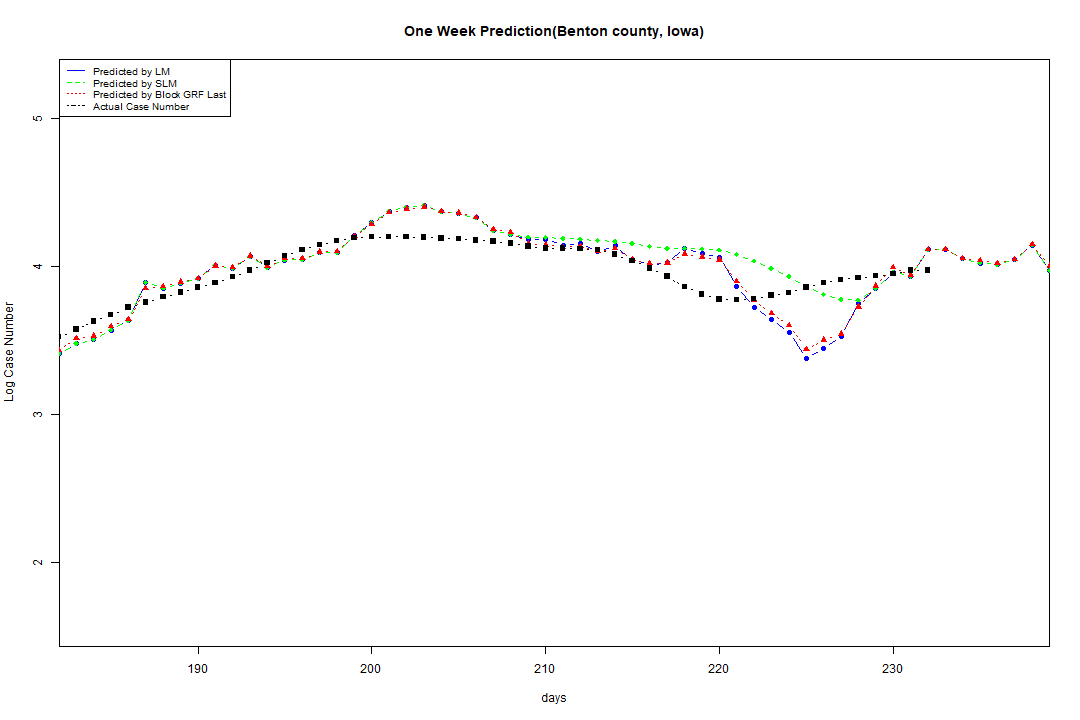 One Week Prediction(Benton county, Iowa)
Predicted by LM
Predicted by SLM
Predicted by Block GRF Last
Actual Case Number
5
4
3
2
Log Case Number
190 200 210 220 230
days